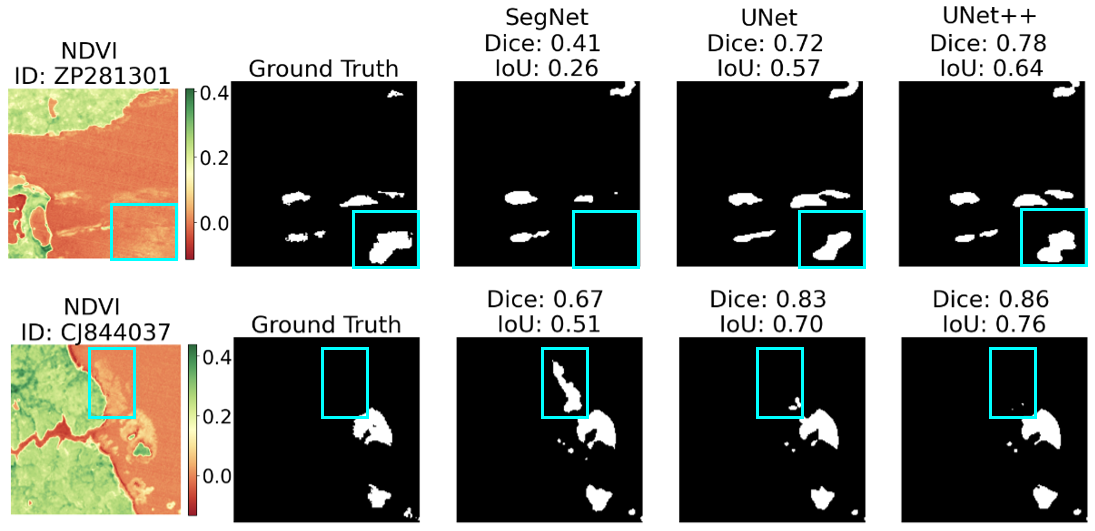 NDVI
ID: ZP281301
0.4
0.2
0.0
Ground Truth
SegNet
Dice: 0.41
IoU: 0.26
UNet
Dice: 0.72
IoU: 0.57
UNet++
Dice: 0.78
IoU: 0.64
NDVI
ID: CJ844037
0.4
0.2
0.0
Ground Truth
Dice: 0.67
IoU: 0.51
Dice: 0.83
IoU: 0.70
Dice: 0.86
IoU: 0.76